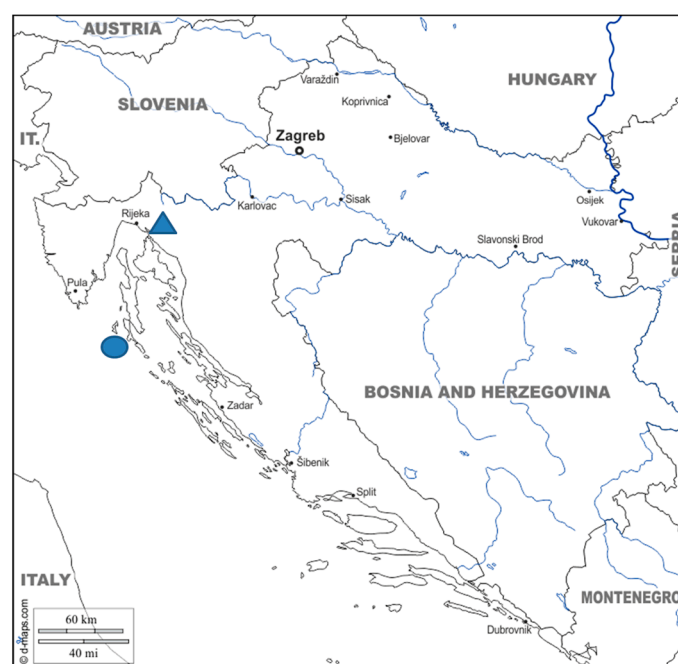 AUSTRIA
HUNGARY
Varaždin
Koprivnica
SLOVENIA
IT.
Zagreb
Bjelovar
Karlovac
Sisak
Osijek
Rijeka
Vukovar
Slavonski Brod
SERBIA
Pula
BOSNIA AND HERZEGOVINA
Zadar
Šibenik
Split
ITALY
MONTENEGRO
60 km
40 mi
Dubrovnik
© d-maps.com